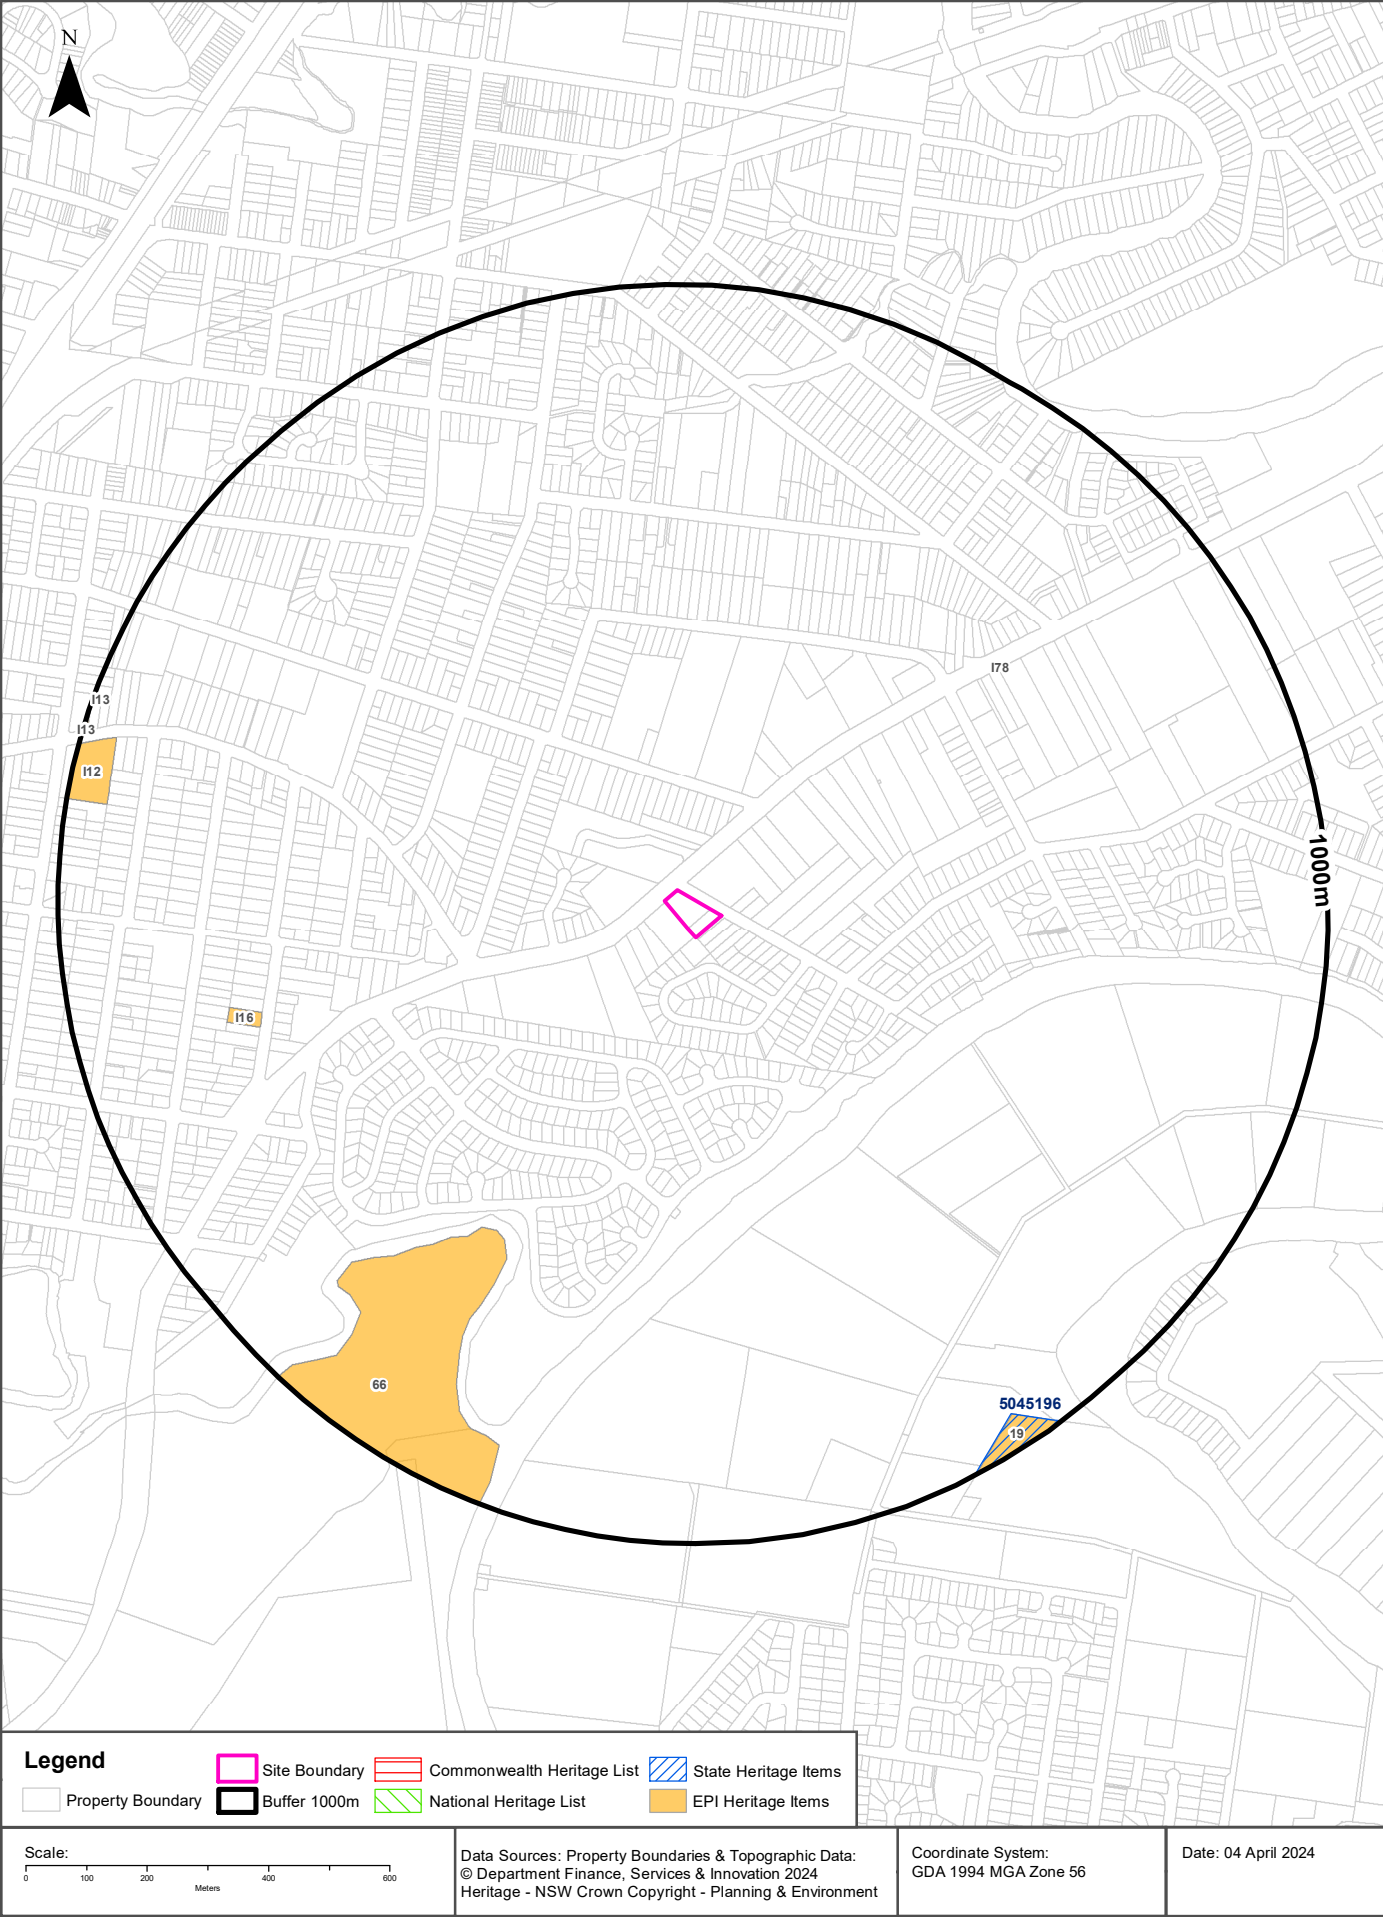 N
I78
I13
I13
I12
1000m
I16
66
5045196
19
Legend
Property Boundary
Site Boundary
Buffer 1000m
Commonwealth Heritage List
National Heritage List
State Heritage Items
EPI Heritage Items
Scale:
0 100 200 400 600
Meters
Data Sources: Property Boundaries & Topographic Data:
© Department Finance, Services & Innovation 2024
Heritage - NSW Crown Copyright - Planning & Environment
Coordinate System:
GDA 1994 MGA Zone 56
Date: 04 April 2024